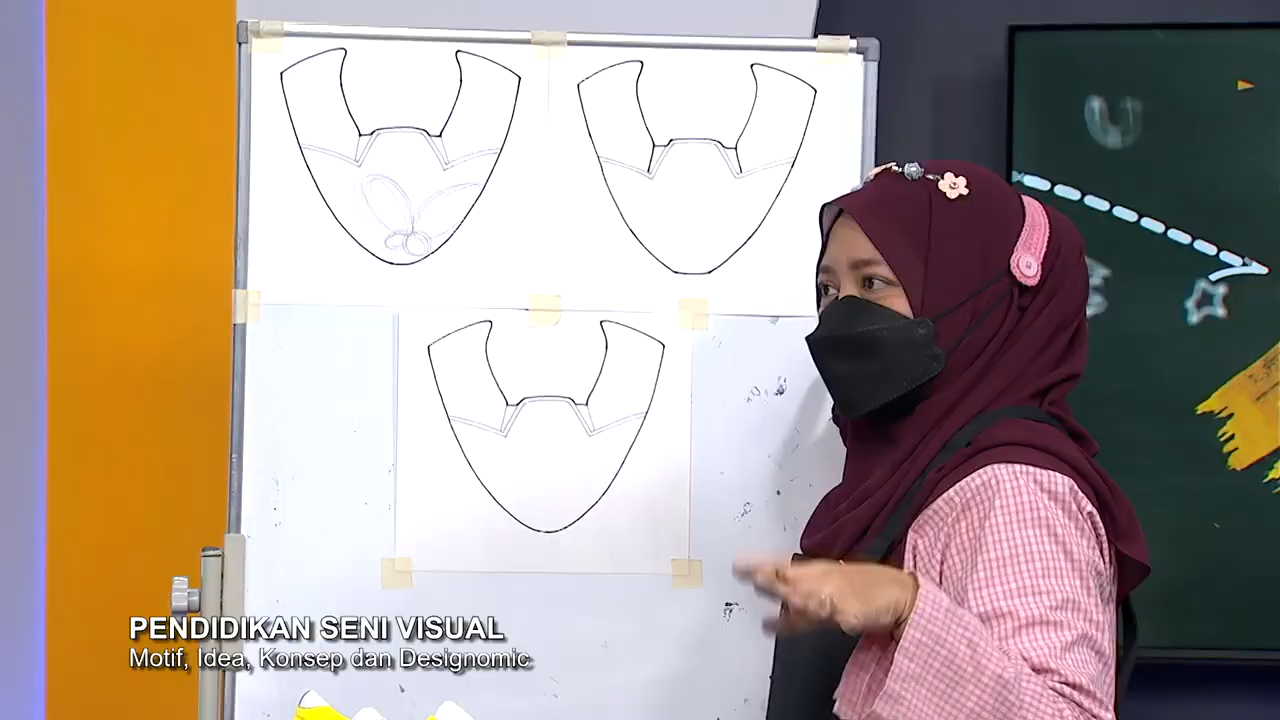 PENDIDIKAN SENI VISUAL
Motif, Idea, Konsep dan Designomic